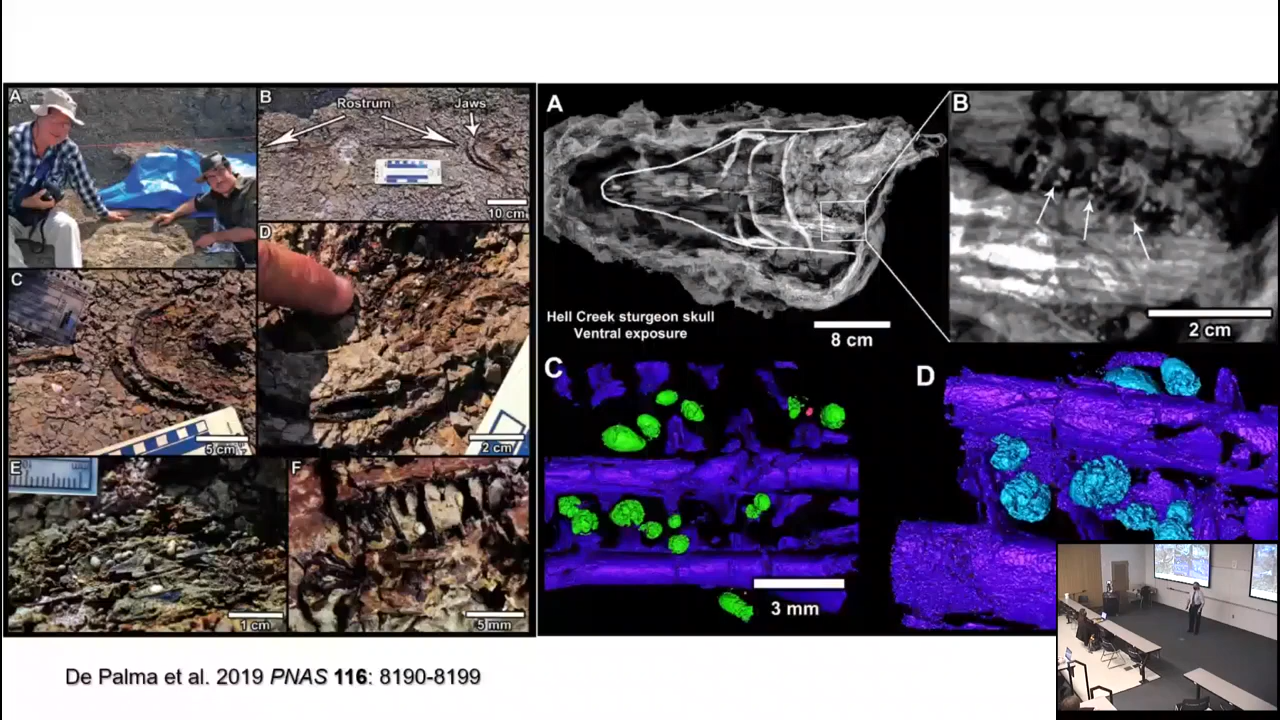 A
B
Rostrum
Jaws
10 cm
C
5 cm
D
2 cm
E
1 cm
F
5 mm
A
Hell Creek sturgeon skull
Ventral exposure
8 cm
B
2 cm
C
3 mm
D
De Palma et al. 2019 PNAS 116: 8190-8199